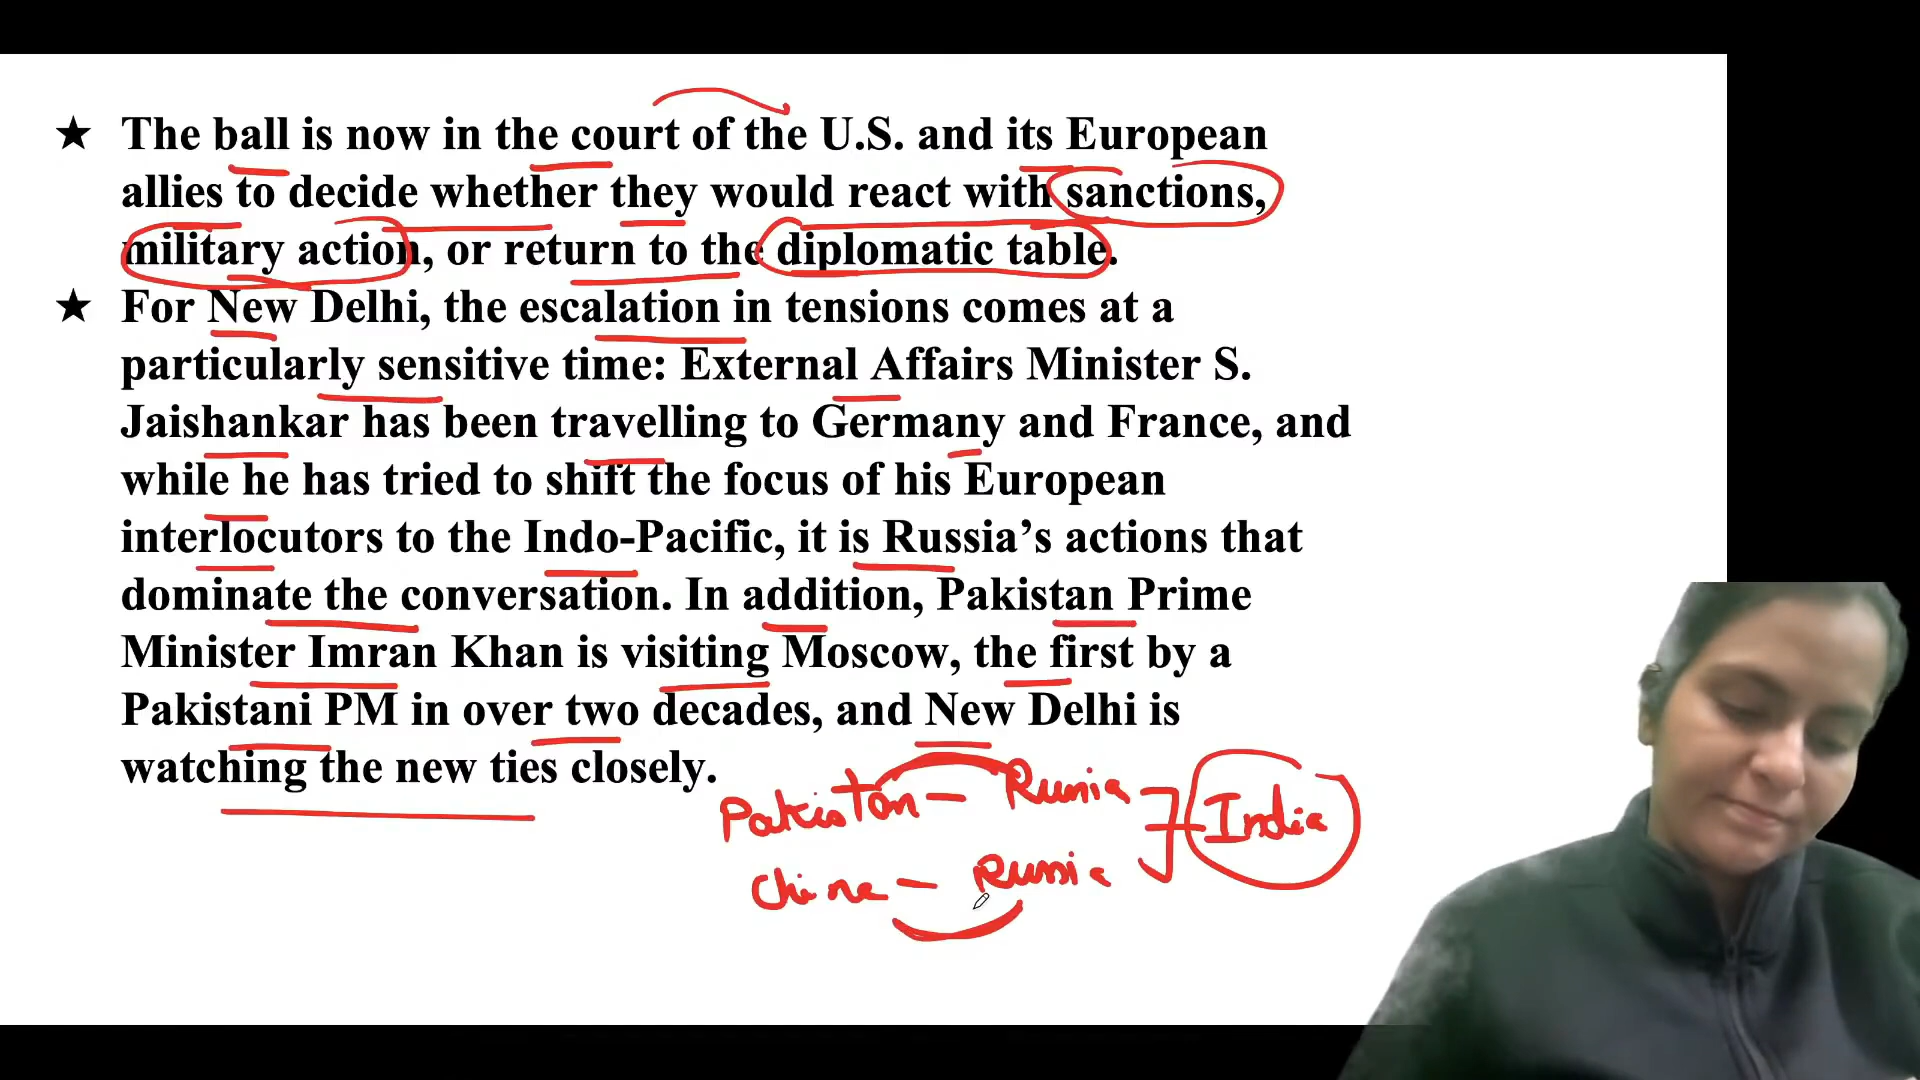 ★ The ball is now in the court of the U.S. and its European
allies to decide whether they would react with sanctions,
military action, or return to the diplomatic table.
★ For New Delhi, the escalation in tensions comes at a
particularly sensitive time: External Affairs Minister S.
Jaishankar has been travelling to Germany and France, and
while he has tried to shift the focus of his European
interlocutors to the Indo-Pacific, it is Russia’s actions that
dominate the conversation. In addition, Pakistan Prime
Minister Imran Khan is visiting Moscow, the first by a
Pakistani PM in over two decades, and New Delhi is
watching the new ties closely.
Pakistan — Russia
India
China — Russia